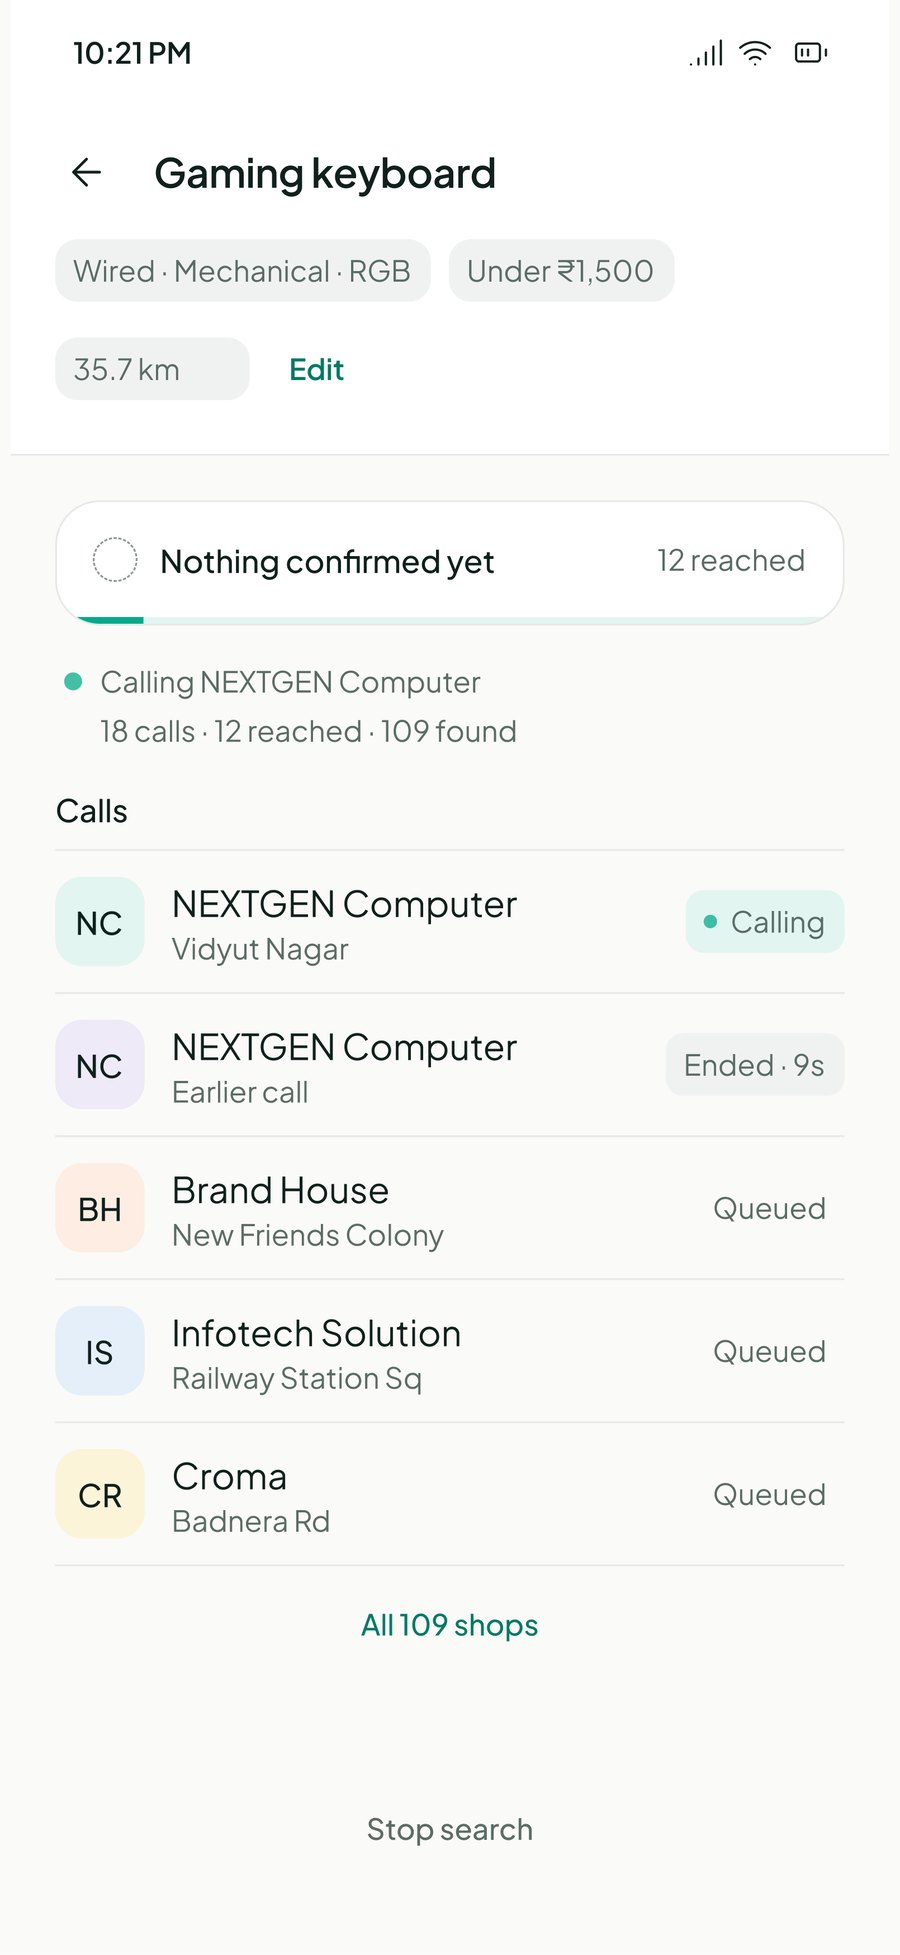 10:21 PM
Gaming keyboard
Wired · Mechanical · RGB
Under ₹1,500
35.7 km
Edit
Nothing confirmed yet
12 reached
Calling NEXTGEN Computer
18 calls · 12 reached · 109 found
Calls
NC
NEXTGEN Computer
Vidyut Nagar
Calling
NC
NEXTGEN Computer
Earlier call
Ended · 9s
BH
Brand House
New Friends Colony
Queued
IS
Infotech Solution
Railway Station Sq
Queued
CR
Croma
Badnera Rd
Queued
All 109 shops
Stop search